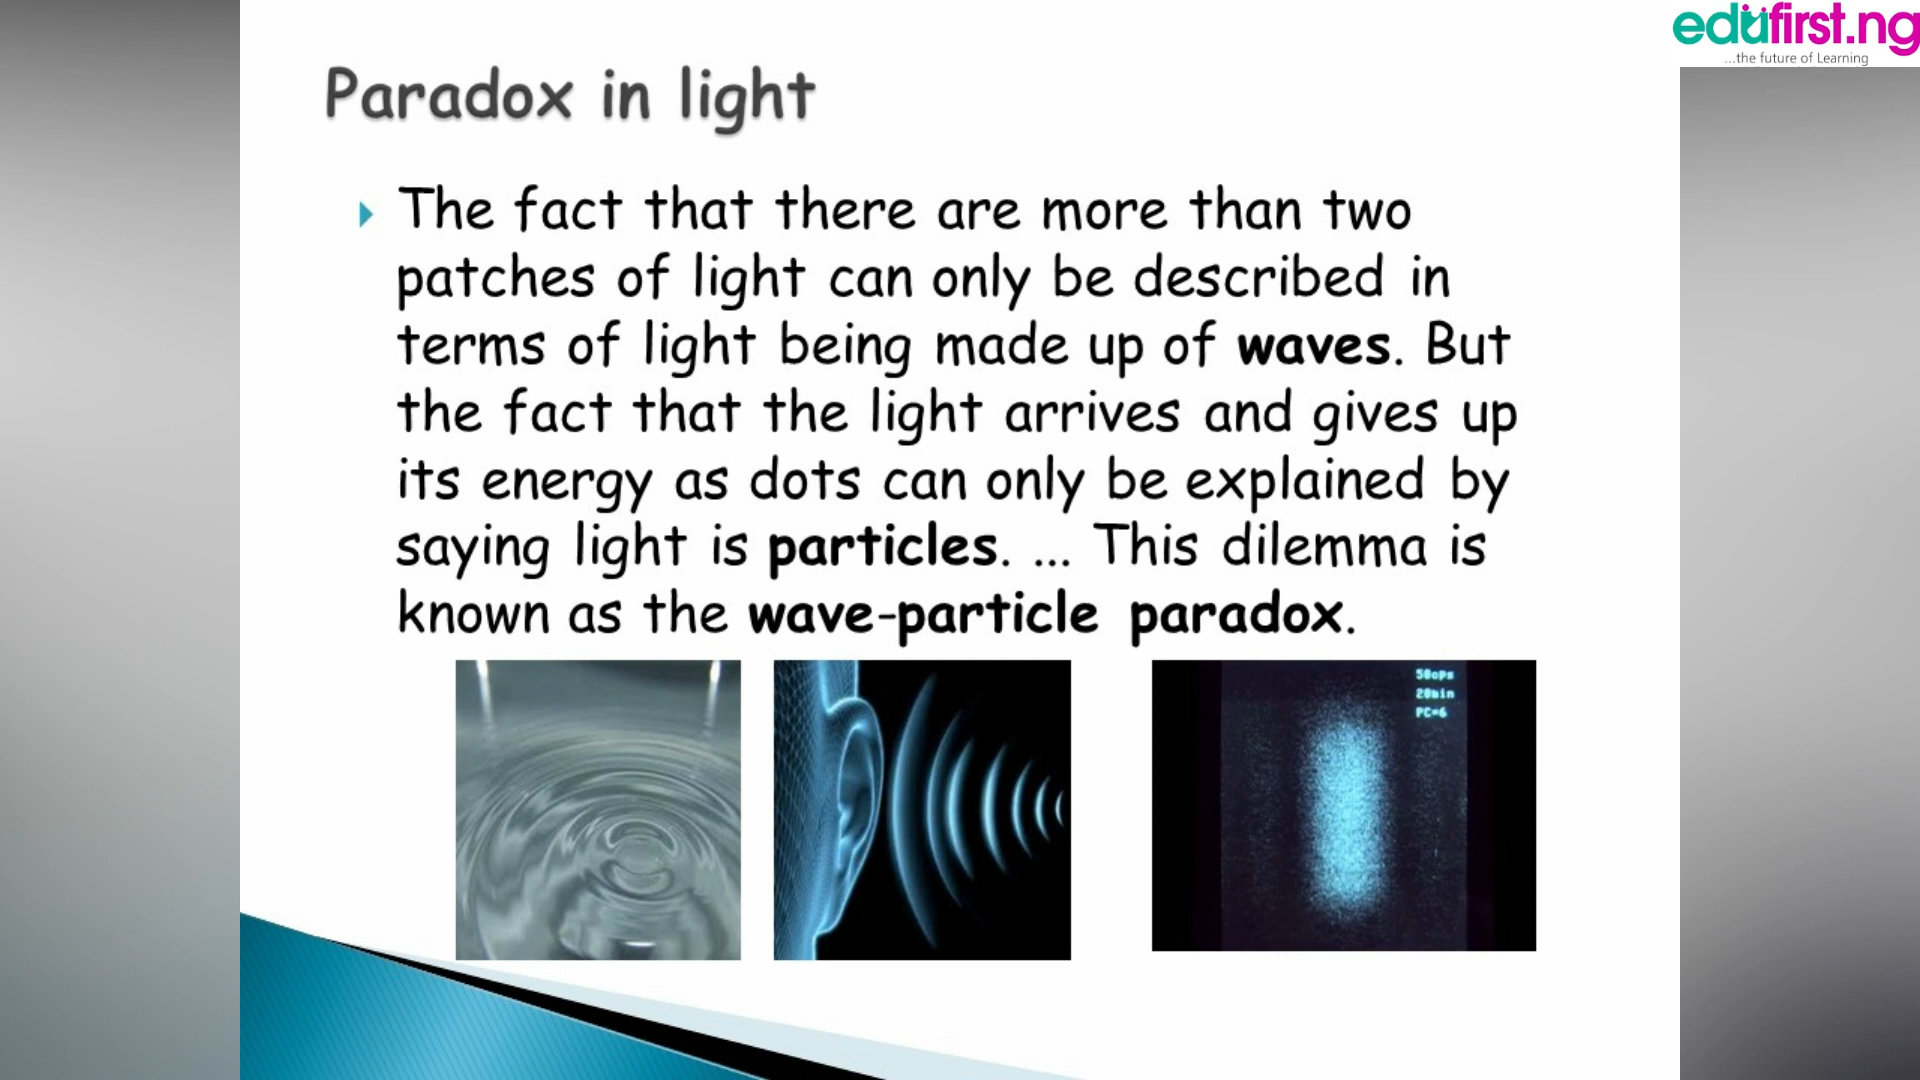 edufirst.ng
...the future of Learning
Paradox in light
The fact that there are more than two
patches of light can only be described in
terms of light being made up of waves. But
the fact that the light arrives and gives up
its energy as dots can only be explained by
saying light is particles. ... This dilemma is
known as the wave-particle paradox.
50cps
20min
PC=6